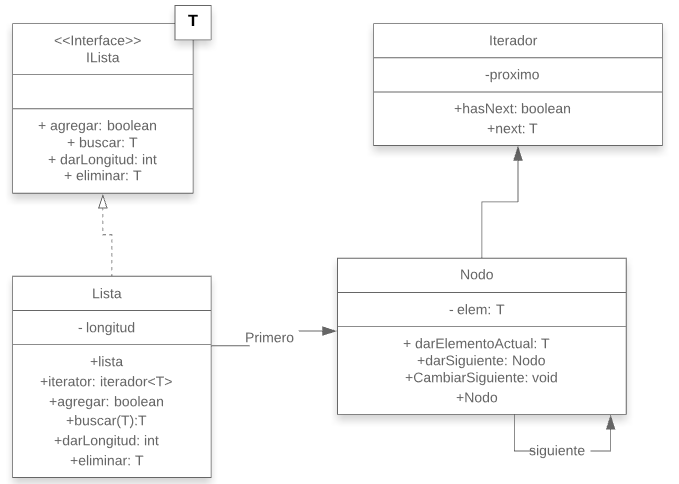 T
<<Interface>>
ILista
+ agregar: boolean
+ buscar: T
+ darLongitud: int
+ eliminar: T
Iterador
-proximo
+hasNext: boolean
+next: T
Lista
- longitud
+lista
+iterator: iterador<T>
+agregar: boolean
+buscar(T):T
+darLongitud: int
+eliminar: T
Primero
Nodo
- elem: T
+ darElementoActual: T
+darSiguiente: Nodo
+CambiarSiguiente: void
+Nodo
siguiente